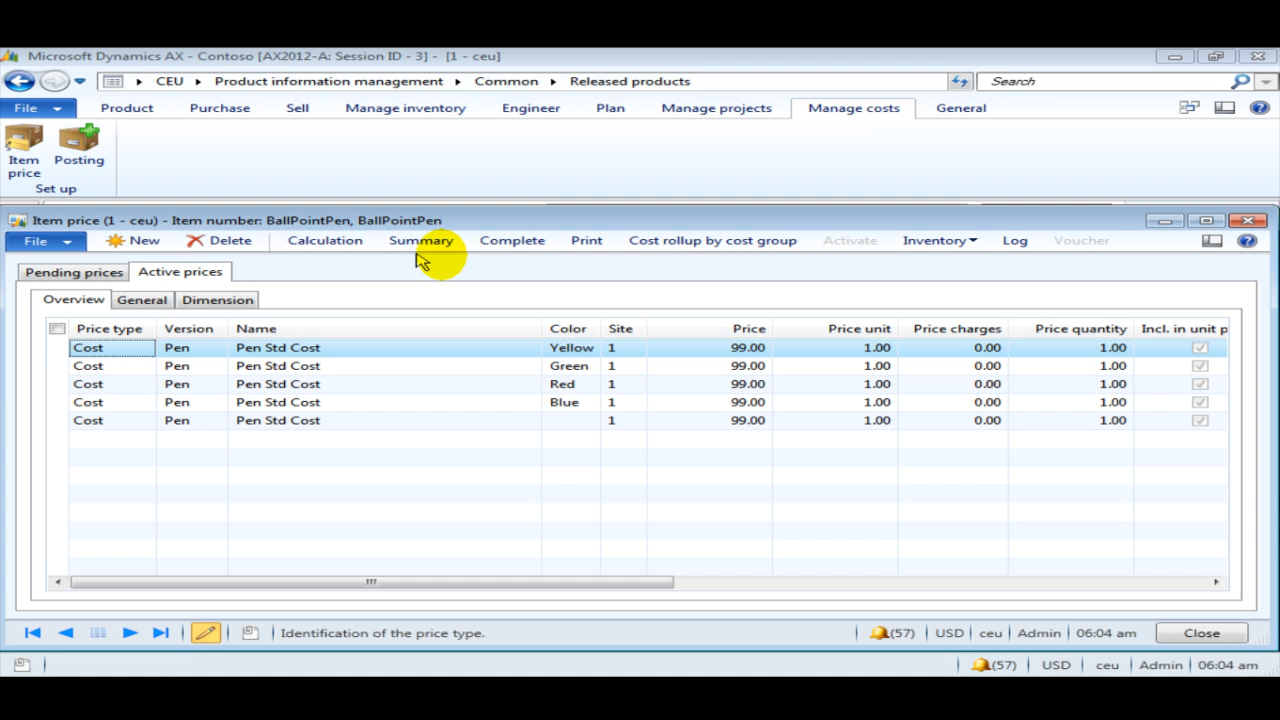 Microsoft Dynamics AX - Contoso [AX2012-A: Session ID - 3] - [1 - ceu]
CEU Product information management Common Released products Search
File Product Purchase Sell Manage inventory Engineer Plan Manage projects Manage costs General
Item price Posting
Set up
Item price (1 - ceu) - Item number: BallPointPen, BallPointPen
File New Delete Calculation Summary Complete Print Cost rollup by cost group Activate Inventory Log Voucher
Pending prices Active prices
Overview General Dimension
Price type Version Name Color Site Price Price unit Price charges Price quantity Incl. in unit p
Cost Pen Pen Std Cost Yellow 1 99.00 1.00 0.00 1.00
Cost Pen Pen Std Cost Green 1 99.00 1.00 0.00 1.00
Cost Pen Pen Std Cost Red 1 99.00 1.00 0.00 1.00
Cost Pen Pen Std Cost Blue 1 99.00 1.00 0.00 1.00
Cost Pen Pen Std Cost 1 99.00 1.00 0.00 1.00
Identification of the price type. (57) USD ceu Admin 06:04 am Close
(57) USD ceu Admin 06:04 am